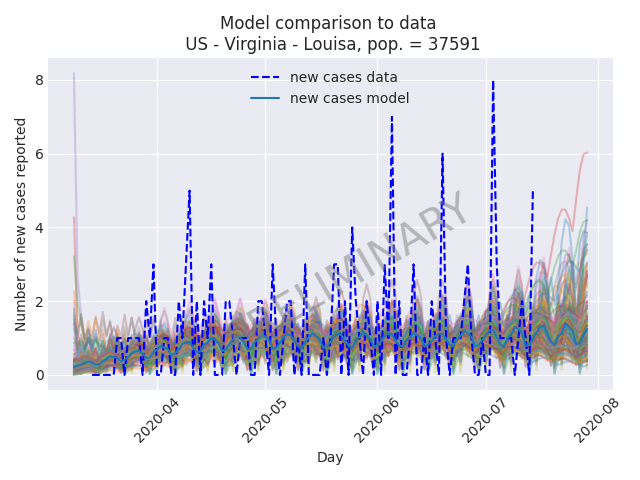 Model comparison to data
US - Virginia - Louisa, pop. = 37591
new cases data
new cases model
PRELIMINARY
Number of new cases reported
8
6
4
2
0
2020-04
2020-05
2020-06
2020-07
2020-08
Day